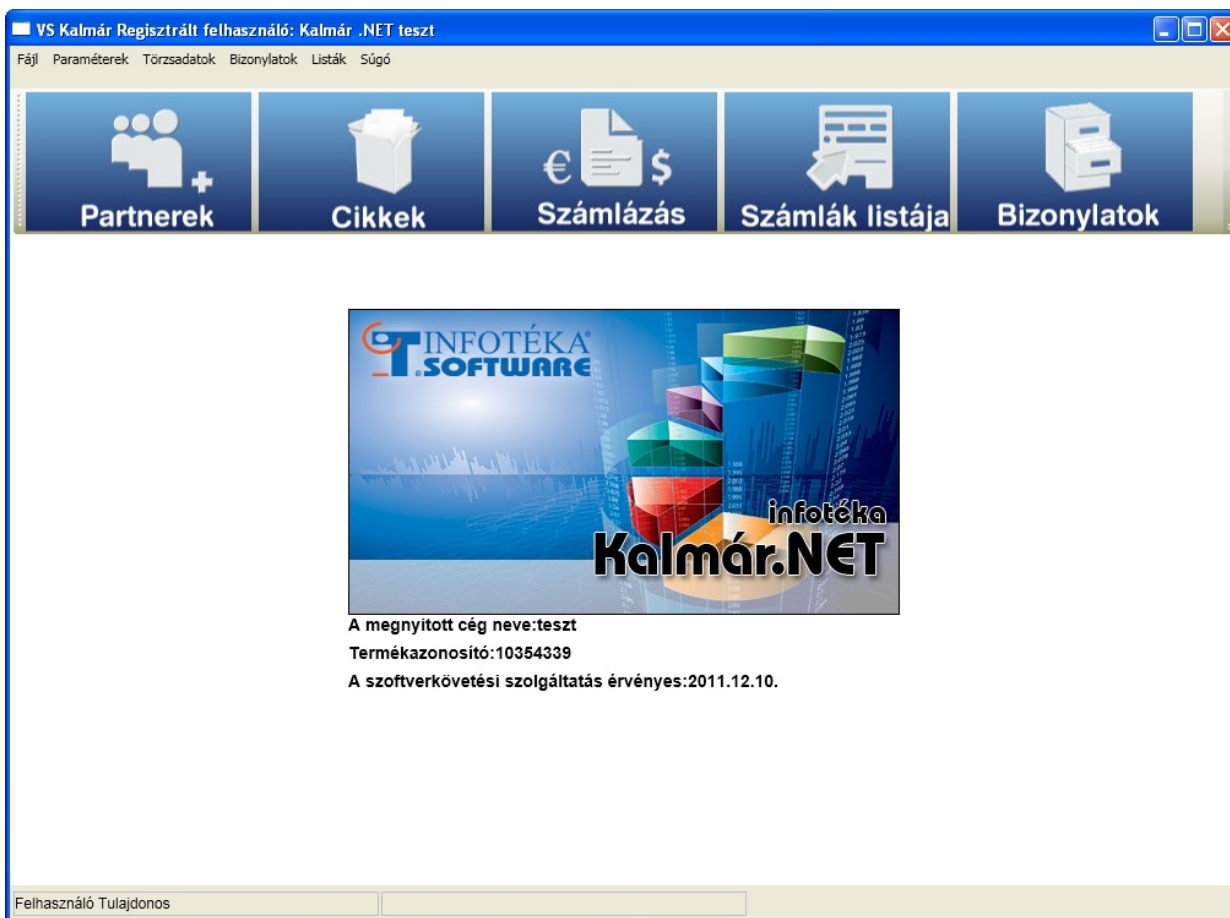 VS Kalmár Regisztrált felhasználó: Kalmár .NET teszt
Fájl Paraméterek Törzsadatok Bizonylatok Listák Súgó
€ $
Partnerek Cikkek Számlázás Számlák listája Bizonylatok
INFOTÉKA®
SOFTWARE
infotéka
Kalmár.NET
A megnyitott cég neve:teszt
Termékazonosító:10354339
A szoftverkövetési szolgáltatás érvényes:2011.12.10.
Felhasználó Tulajdonos